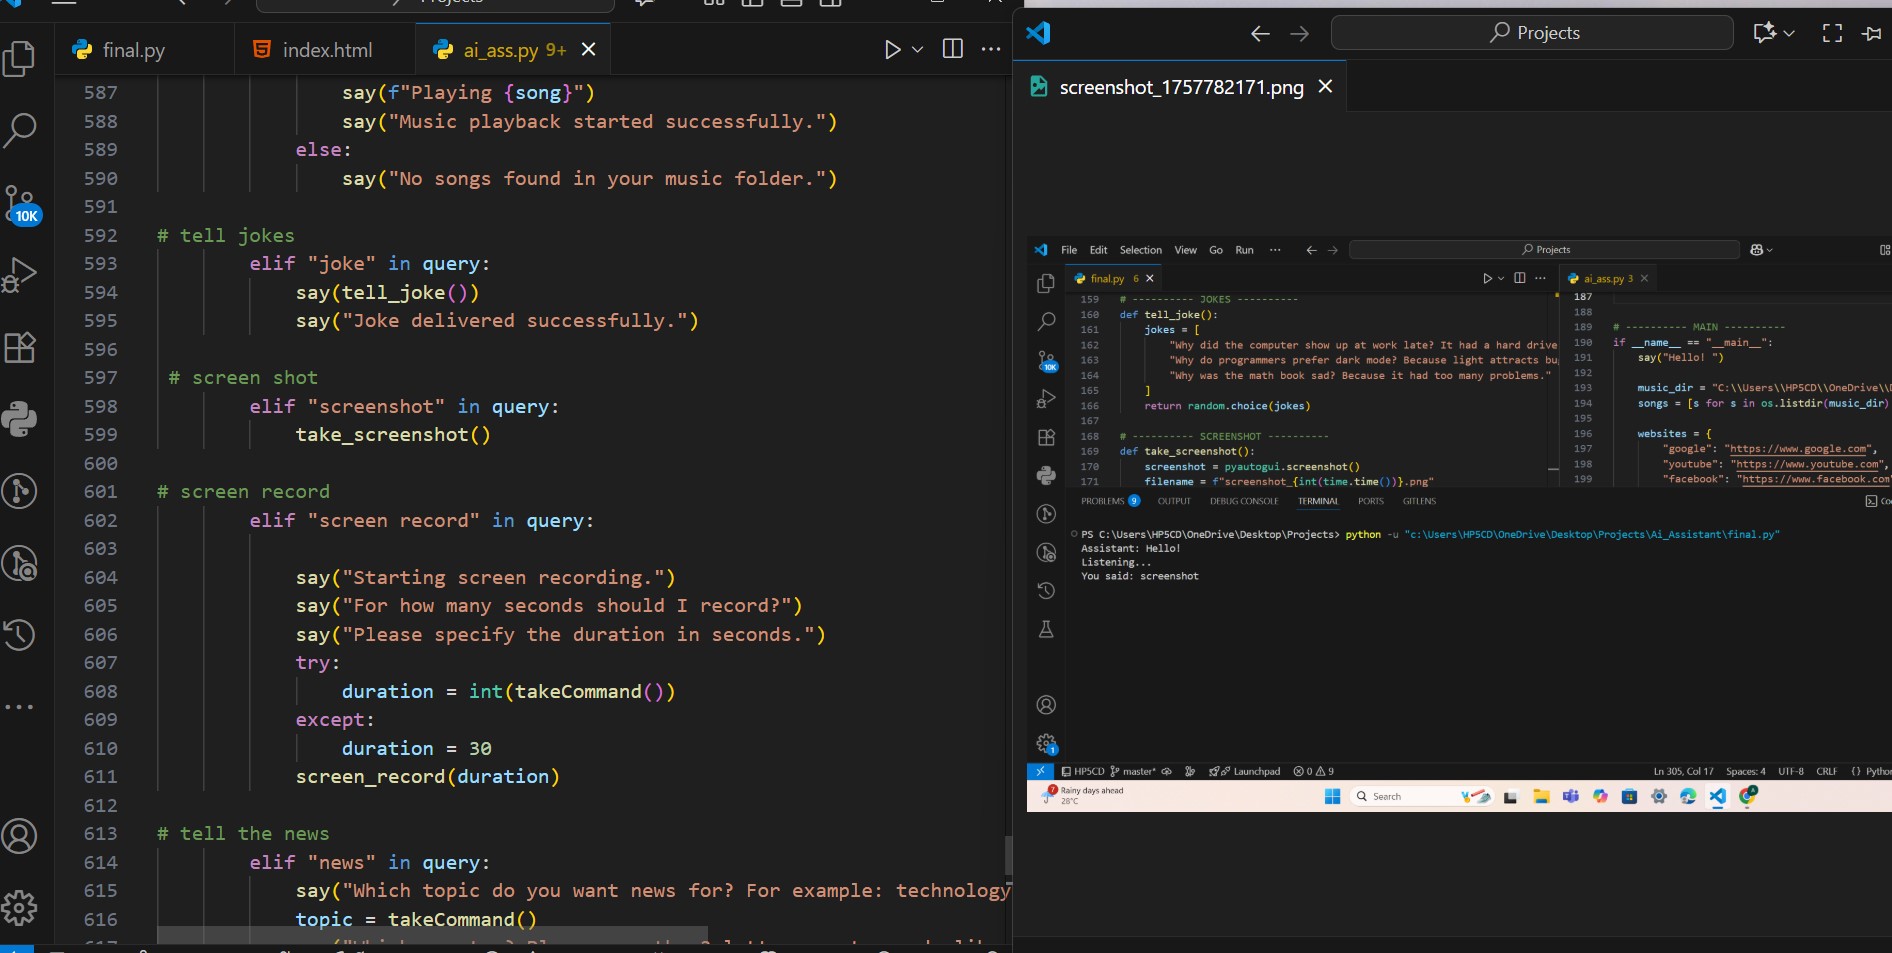 Projects
final.py
index.html
ai_ass.py 9+
10K
587 say(f"Playing {song}")
588 say("Music playback started successfully.")
589 else:
590 say("No songs found in your music folder.")
591
592 # tell jokes
593 elif "joke" in query:
594 say(tell_joke())
595 say("Joke delivered successfully.")
596
597 # screen shot
598 elif "screenshot" in query:
599 take_screenshot()
600
601 # screen record
602 elif "screen record" in query:
603
604 say("Starting screen recording.")
605 say("For how many seconds should I record?")
606 say("Please specify the duration in seconds.")
607 try:
608 duration = int(takeCommand())
609 except:
610 duration = 30
611 screen_record(duration)
612
613 # tell the news
614 elif "news" in query:
615 say("Which topic do you want news for? For example: technology
616 topic = takeCommand()
Projects
screenshot_1757782171.png
File Edit Selection View Go Run ···
Projects
final.py 6
10K
159 # ---------- JOKES ----------
160 def tell_joke():
161 jokes = [
162 "Why did the computer show up at work late? It had a hard drive
163 "Why do programmers prefer dark mode? Because light attracts bu
164 "Why was the math book sad? Because it had too many problems."
165 ]
166 return random.choice(jokes)
167
168 # ---------- SCREENSHOT ----------
169 def take_screenshot():
170 screenshot = pyautogui.screenshot()
171 filename = f"screenshot_{int(time.time())}.png"
ai_ass.py 3
187
188
189 # ---------- MAIN ----------
190 if __name__ == "__main__":
191 say("Hello! ")
192
193 music_dir = "C:\\Users\\HP5CD\\OneDrive\\
194 songs = [s for s in os.listdir(music_dir)
195
196 websites = {
197 "google": "https://www.google.com",
198 "youtube": "https://www.youtube.com",
199 "facebook": "https://www.facebook.com
PROBLEMS 9 OUTPUT DEBUG CONSOLE TERMINAL PORTS GITLENS
PS C:\Users\HP5CD\OneDrive\Desktop\Projects> python -u "c:\Users\HP5CD\OneDrive\Desktop\Projects\Ai_Assistant\final.py"
Assistant: Hello!
Listening...
You said: screenshot
1
HP5CD master* Launchpad 0 9 Ln 305, Col 17 Spaces: 4 UTF-8 CRLF {} Python
7 Rainy days ahead
28°C
Search